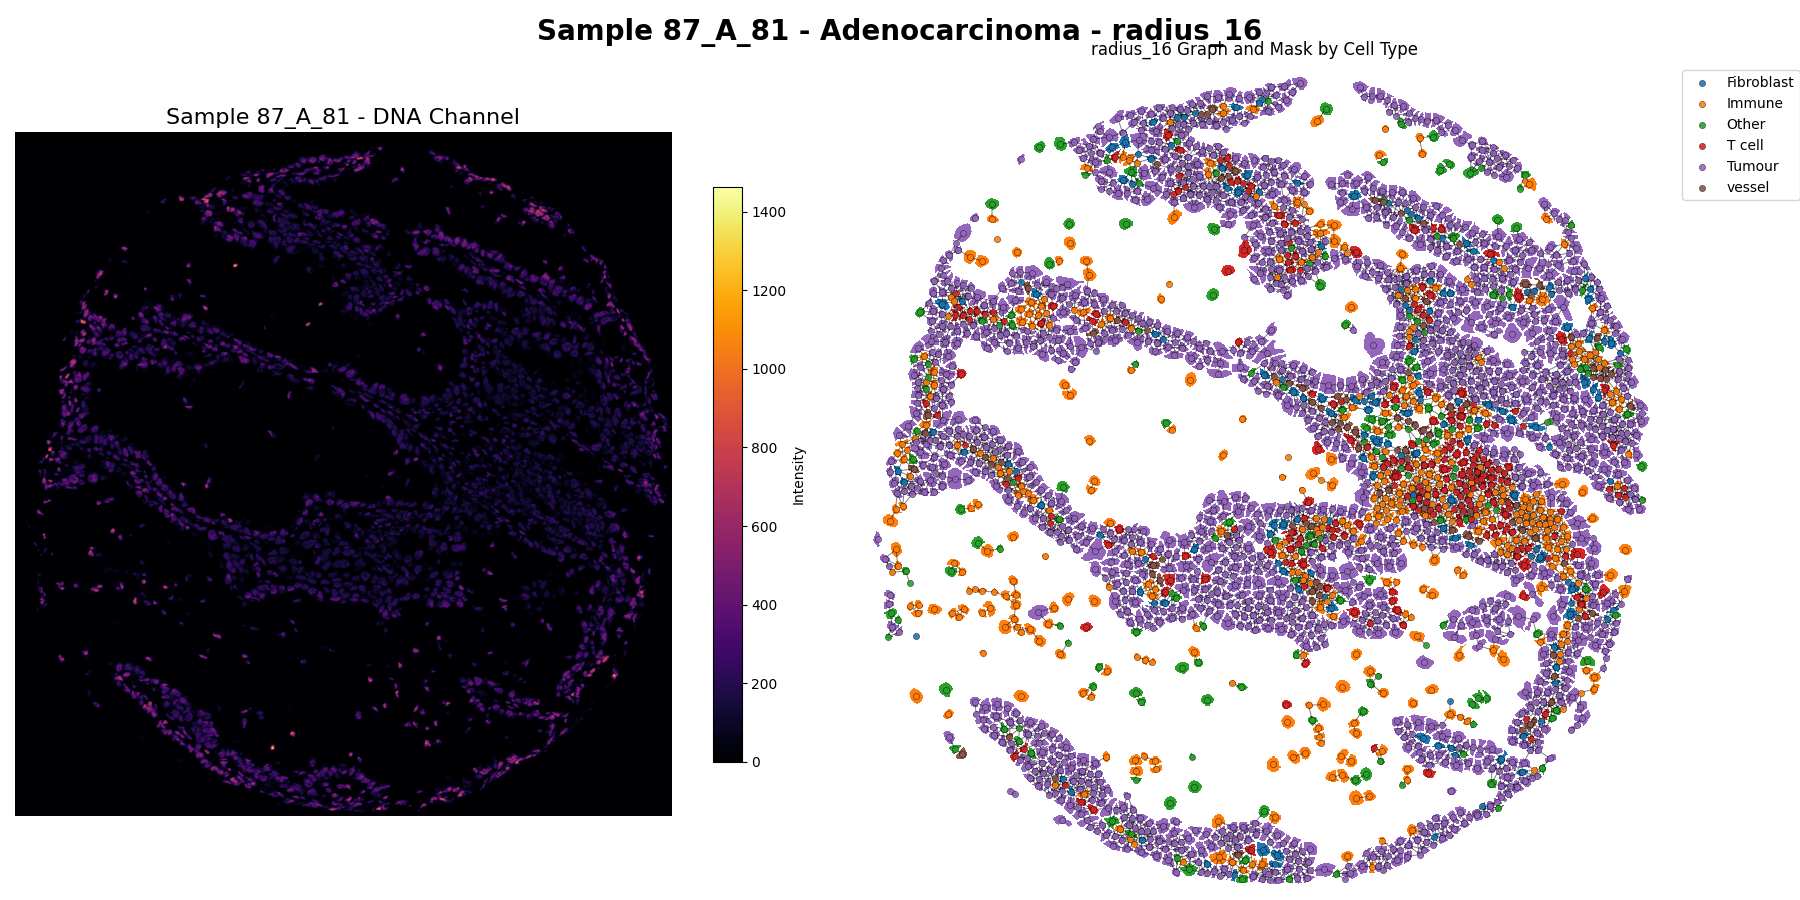 Sample 87_A_81 - Adenocarcinoma - radius_16
radius_16 Graph and Mask by Cell Type
Sample 87_A_81 - DNA Channel
1400
1200
1000
800
600
400
200
0
Intensity
Fibroblast
Immune
Other
T cell
Tumour
vessel